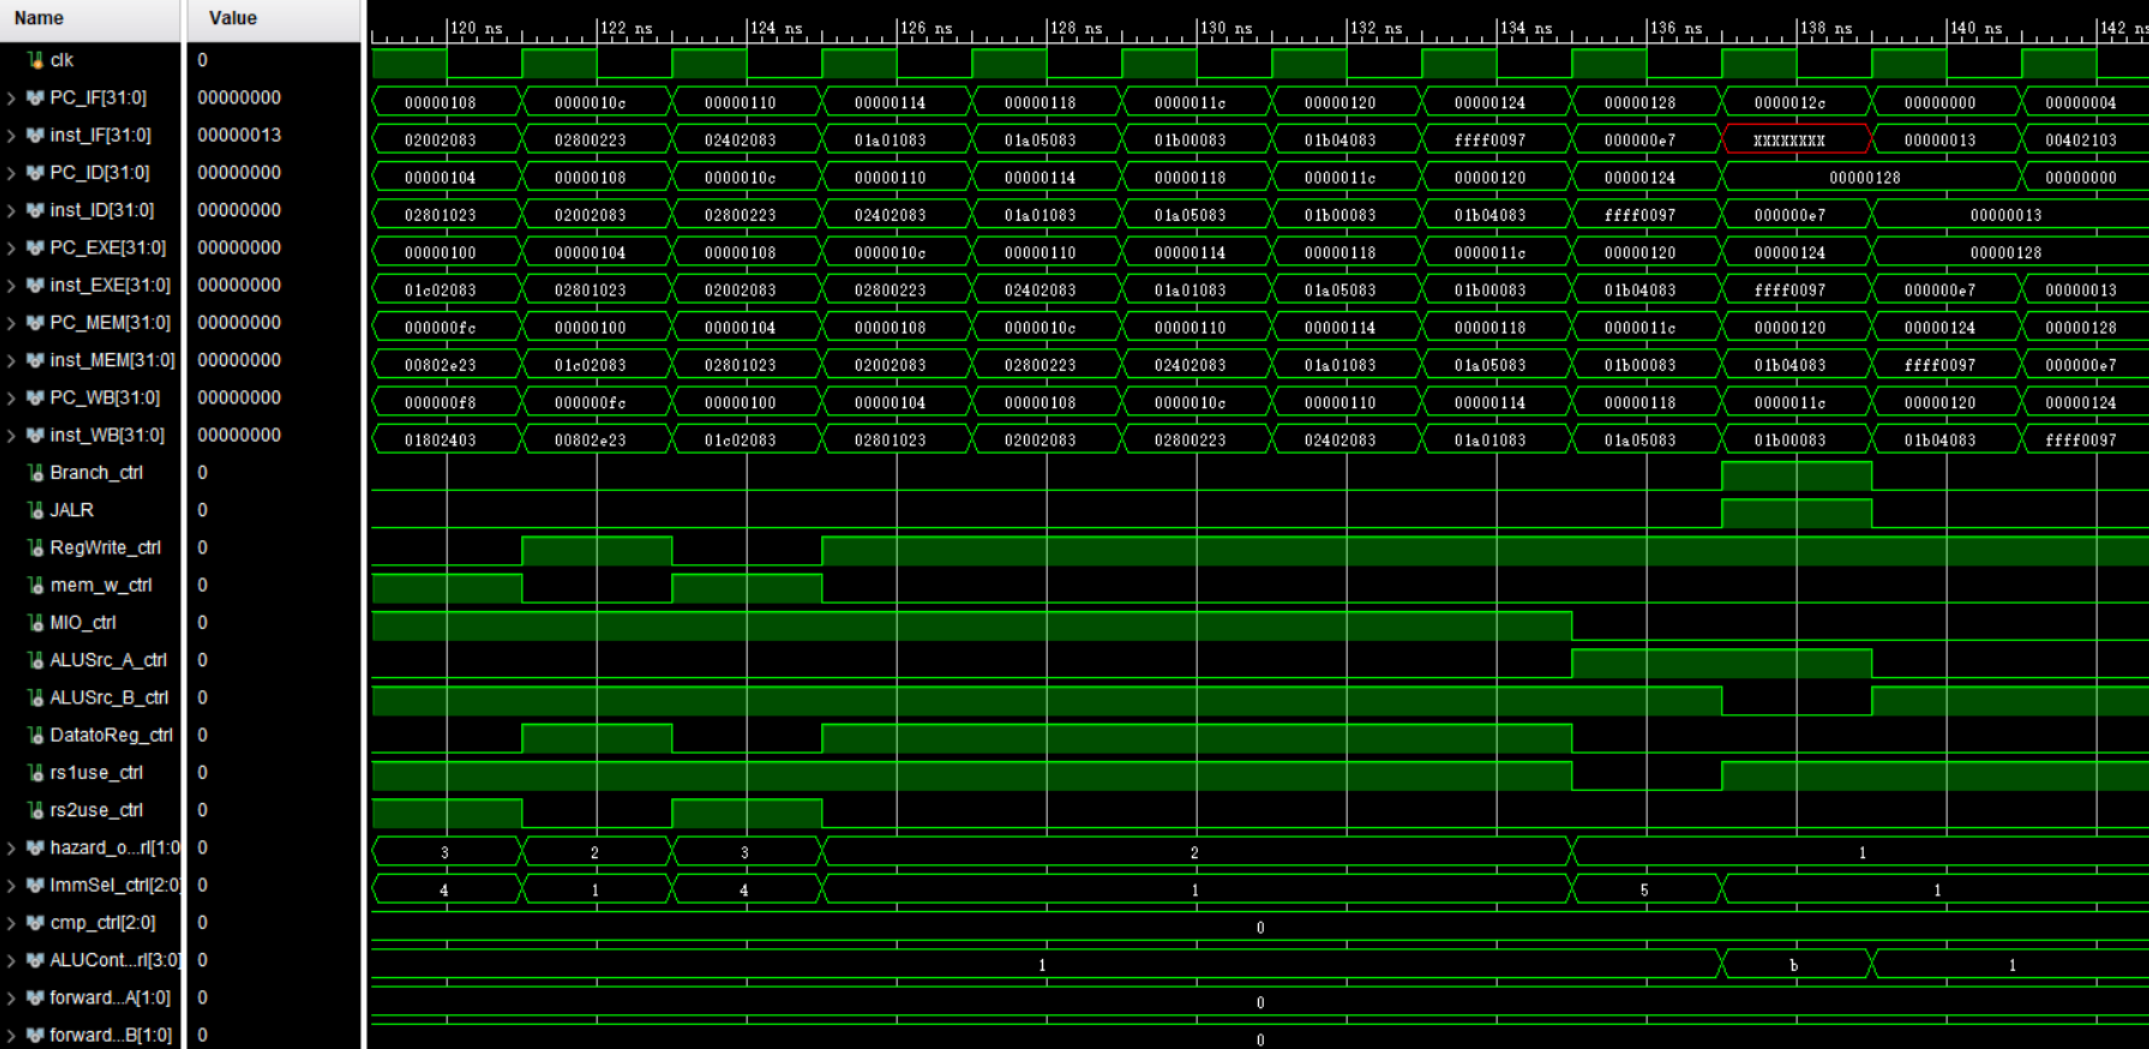 Name Value 120 ns 122 ns 124 ns 126 ns 128 ns 130 ns 132 ns 134 ns 136 ns 138 ns 140 ns 142 ns
clk 0
PC_IF[31:0] 00000000 00000108 0000010c 00000110 00000114 00000118 0000011c 00000120 00000124 00000128 0000012c 00000000 00000004
inst_IF[31:0] 00000013 02002083 02800223 02402083 01a01083 01a05083 01b00083 01b04083 ffff0097 000000e7 XXXXXXXX 00000013 00402103
PC_ID[31:0] 00000000 00000104 00000108 0000010c 00000110 00000114 00000118 0000011c 00000120 00000124 00000128 00000000
inst_ID[31:0] 00000000 02801023 02002083 02800223 02402083 01a01083 01a05083 01b00083 01b04083 ffff0097 000000e7 00000013
PC_EXE[31:0] 00000000 00000100 00000104 00000108 0000010c 00000110 00000114 00000118 0000011c 00000120 00000124 00000128
inst_EXE[31:0] 00000000 01c02083 02801023 02002083 02800223 02402083 01a01083 01a05083 01b00083 01b04083 ffff0097 000000e7 00000013
PC_MEM[31:0] 00000000 000000fc 00000100 00000104 00000108 0000010c 00000110 00000114 00000118 0000011c 00000120 00000124 00000128
inst_MEM[31:0] 00000000 00802e23 01c02083 02801023 02002083 02800223 02402083 01a01083 01a05083 01b00083 01b04083 ffff0097 000000e7
PC_WB[31:0] 00000000 000000f8 000000fc 00000100 00000104 00000108 0000010c 00000110 00000114 00000118 0000011c 00000120 00000124
inst_WB[31:0] 00000000 01802403 00802e23 01c02083 02801023 02002083 02800223 02402083 01a01083 01a05083 01b00083 01b04083 ffff0097
Branch_ctrl 0
JALR 0
RegWrite_ctrl 0
mem_w_ctrl 0
MIO_ctrl 0
ALUSrc_A_ctrl 0
ALUSrc_B_ctrl 0
DatatoReg_ctrl 0
rs1use_ctrl 0
rs2use_ctrl 0
hazard_o...rl[1:0 0 3 2 3 2 1
ImmSel_ctrl[2:0] 0 4 1 4 1 5 1
cmp_ctrl[2:0] 0 0
ALUCont...rl[3:0] 0 1 b 1
forward...A[1:0] 0 0
forward...B[1:0] 0 0